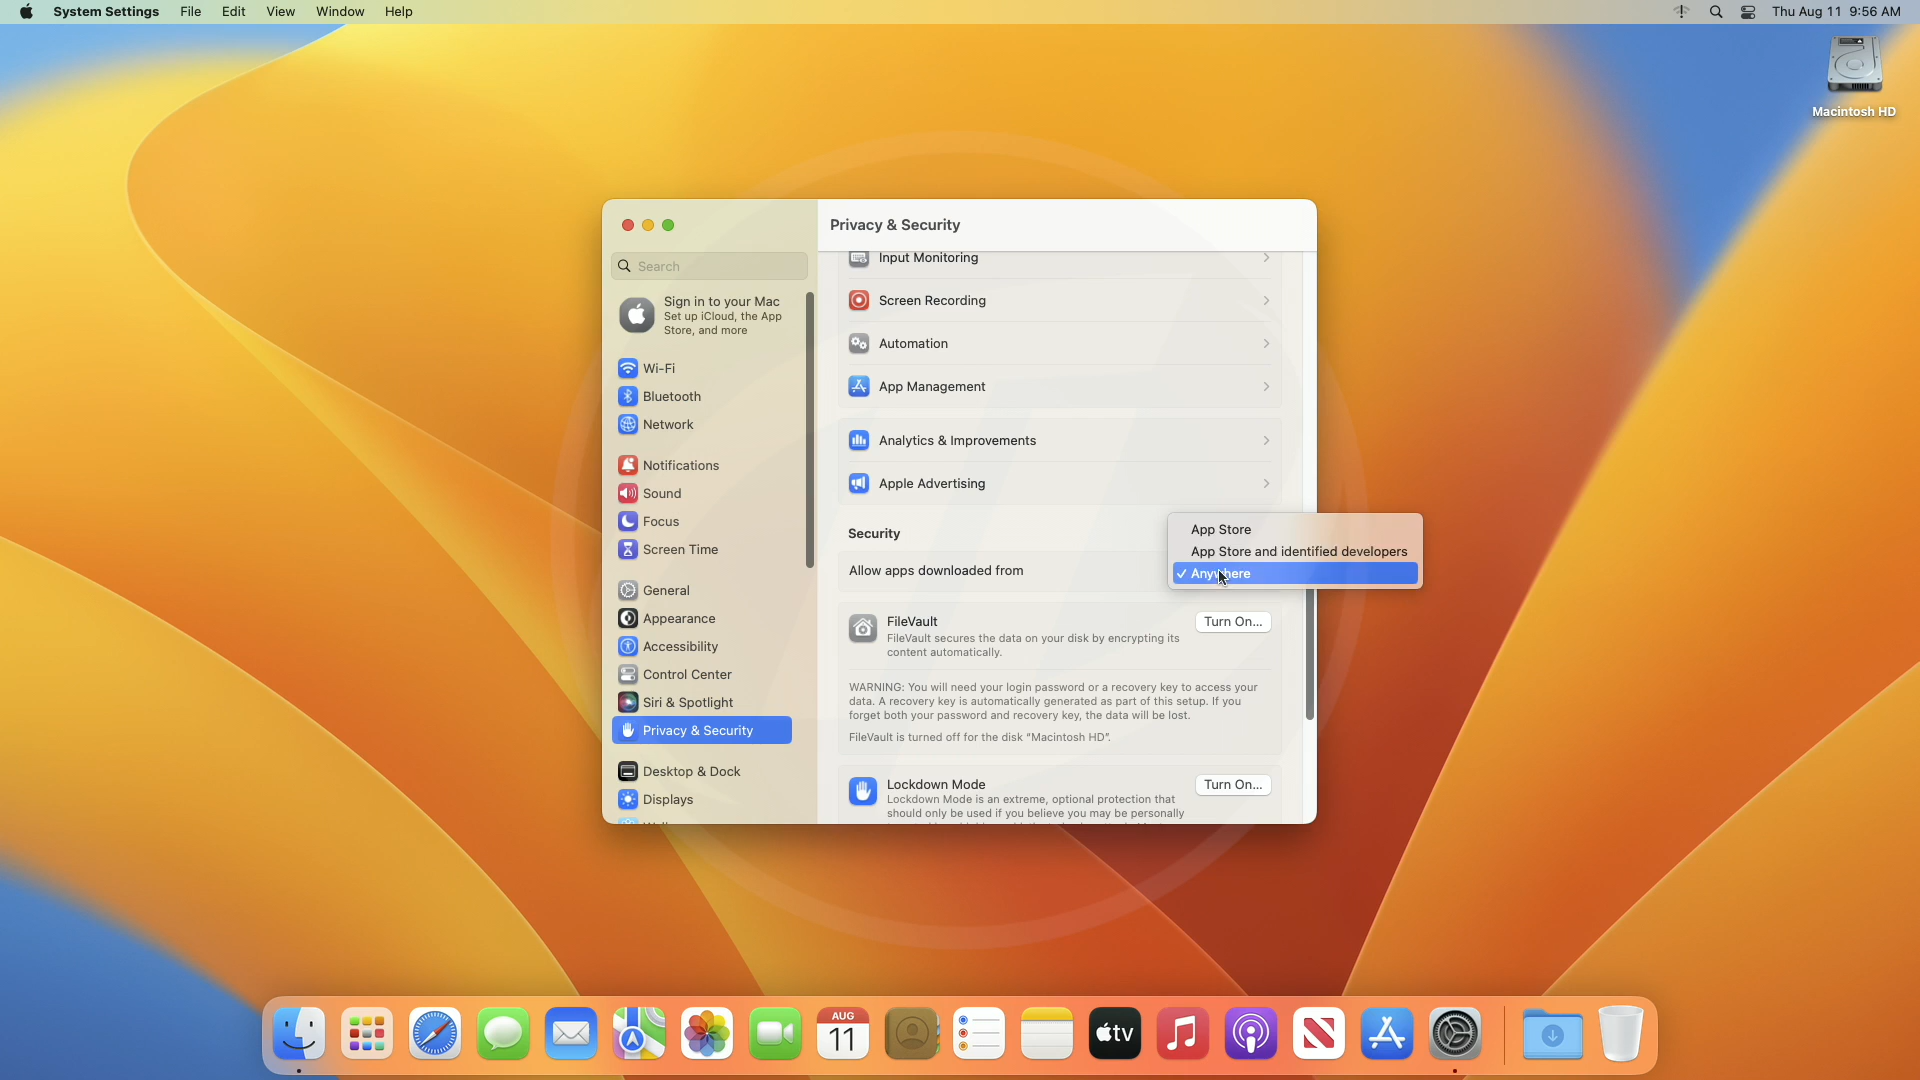 System Settings File Edit View Window Help
Thu Aug 11 9:56 AM
Macintosh HD
Privacy & Security
Search
Sign in to your Mac
Set up iCloud, the App
Store, and more
Wi-Fi
Bluetooth
Network
Notifications
Sound
Focus
Screen Time
General
Appearance
Accessibility
Control Center
Siri & Spotlight
Privacy & Security
Desktop & Dock
Displays
Input Monitoring
Screen Recording
Automation
App Management
Analytics & Improvements
Apple Advertising
Security
Allow apps downloaded from
App Store
App Store and identified developers
✓ Anywhere
FileVault
Turn On...
FileVault secures the data on your disk by encrypting its
content automatically.
WARNING: You will need your login password or a recovery key to access your
data. A recovery key is automatically generated as part of this setup. If you
forget both your password and recovery key, the data will be lost.
FileVault is turned off for the disk “Macintosh HD”.
Lockdown Mode
Turn On...
Lockdown Mode is an extreme, optional protection that
should only be used if you believe you may be personally
AUG
11
tv